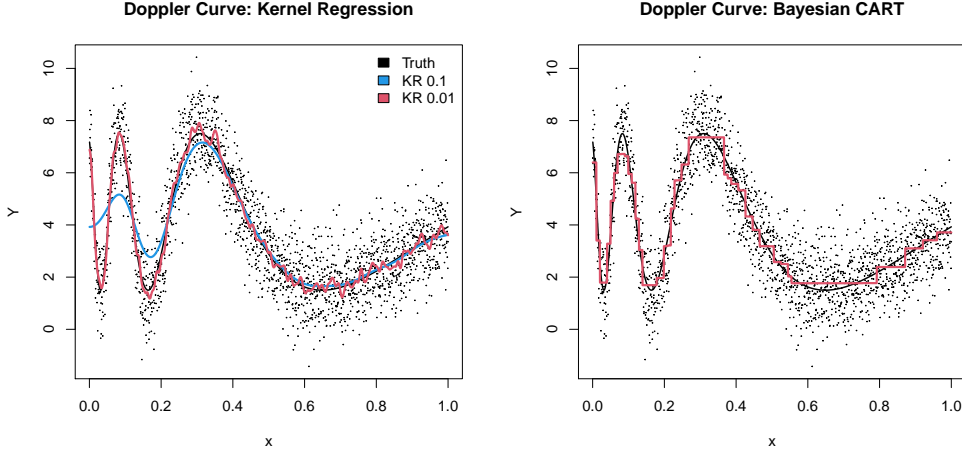 Doppler Curve: Kernel Regression
Y
10
8
6
4
2
0
Truth
KR 0.1
KR 0.01
0.0 0.2 0.4 0.6 0.8 1.0
x
Doppler Curve: Bayesian CART
Y
10
8
6
4
2
0
0.0 0.2 0.4 0.6 0.8 1.0
x